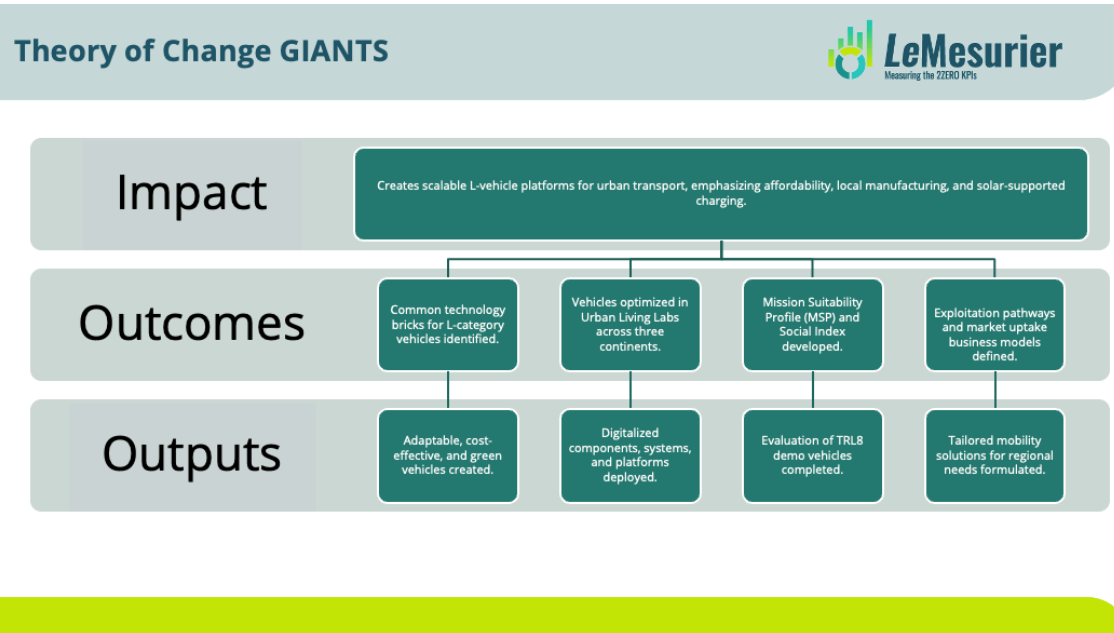 Theory of Change GIANTS
LeMesurier
Measuring the 2ZERO KPIs
Impact
Creates scalable L-vehicle platforms for urban transport, emphasizing affordability, local manufacturing, and solar-supported
charging.
Outcomes
Common technology
bricks for L-category
vehicles identified.
Vehicles optimized in
Urban Living Labs
across three
continents.
Mission Suitability
Profile (MSP) and
Social Index
developed.
Exploitation pathways
and market uptake
business models
defined.
Outputs
Adaptable, cost-
effective, and green
vehicles created.
Digitalized
components, systems,
and platforms
deployed.
Evaluation of TRL8
demo vehicles
completed.
Tailored mobility
solutions for regional
needs formulated.